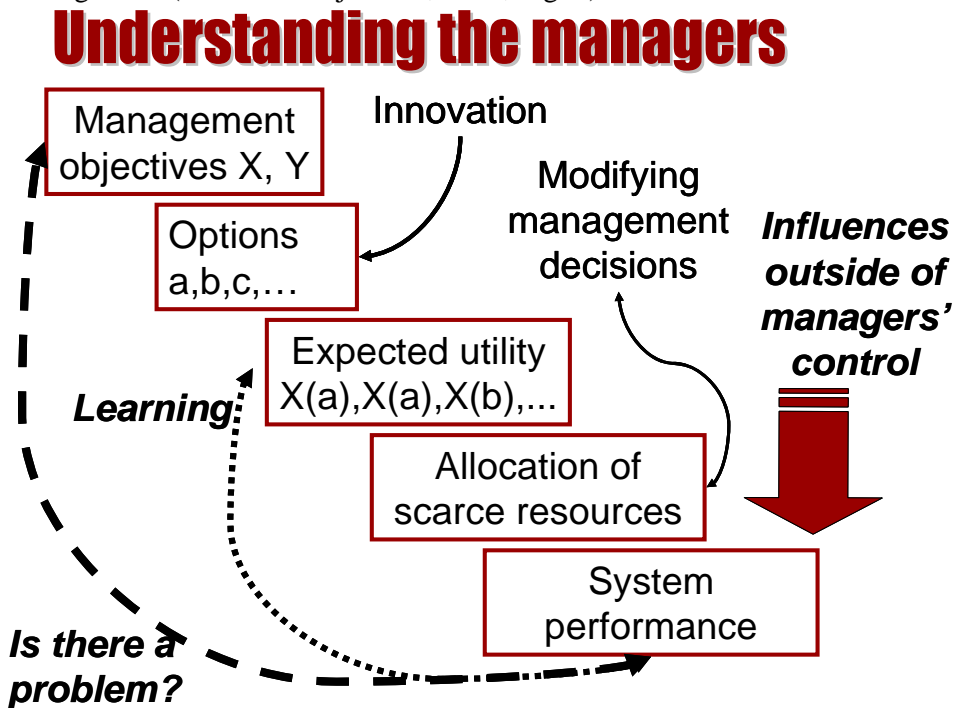 Understanding the managers
Management
objectives X, Y
Innovation
Options
a,b,c,…
Modifying
management
decisions
Influences
outside of
managers’
control
Expected utility
X(a),X(a),X(b),...
Learning
Allocation of
scarce resources
System
performance
Is there a
problem?